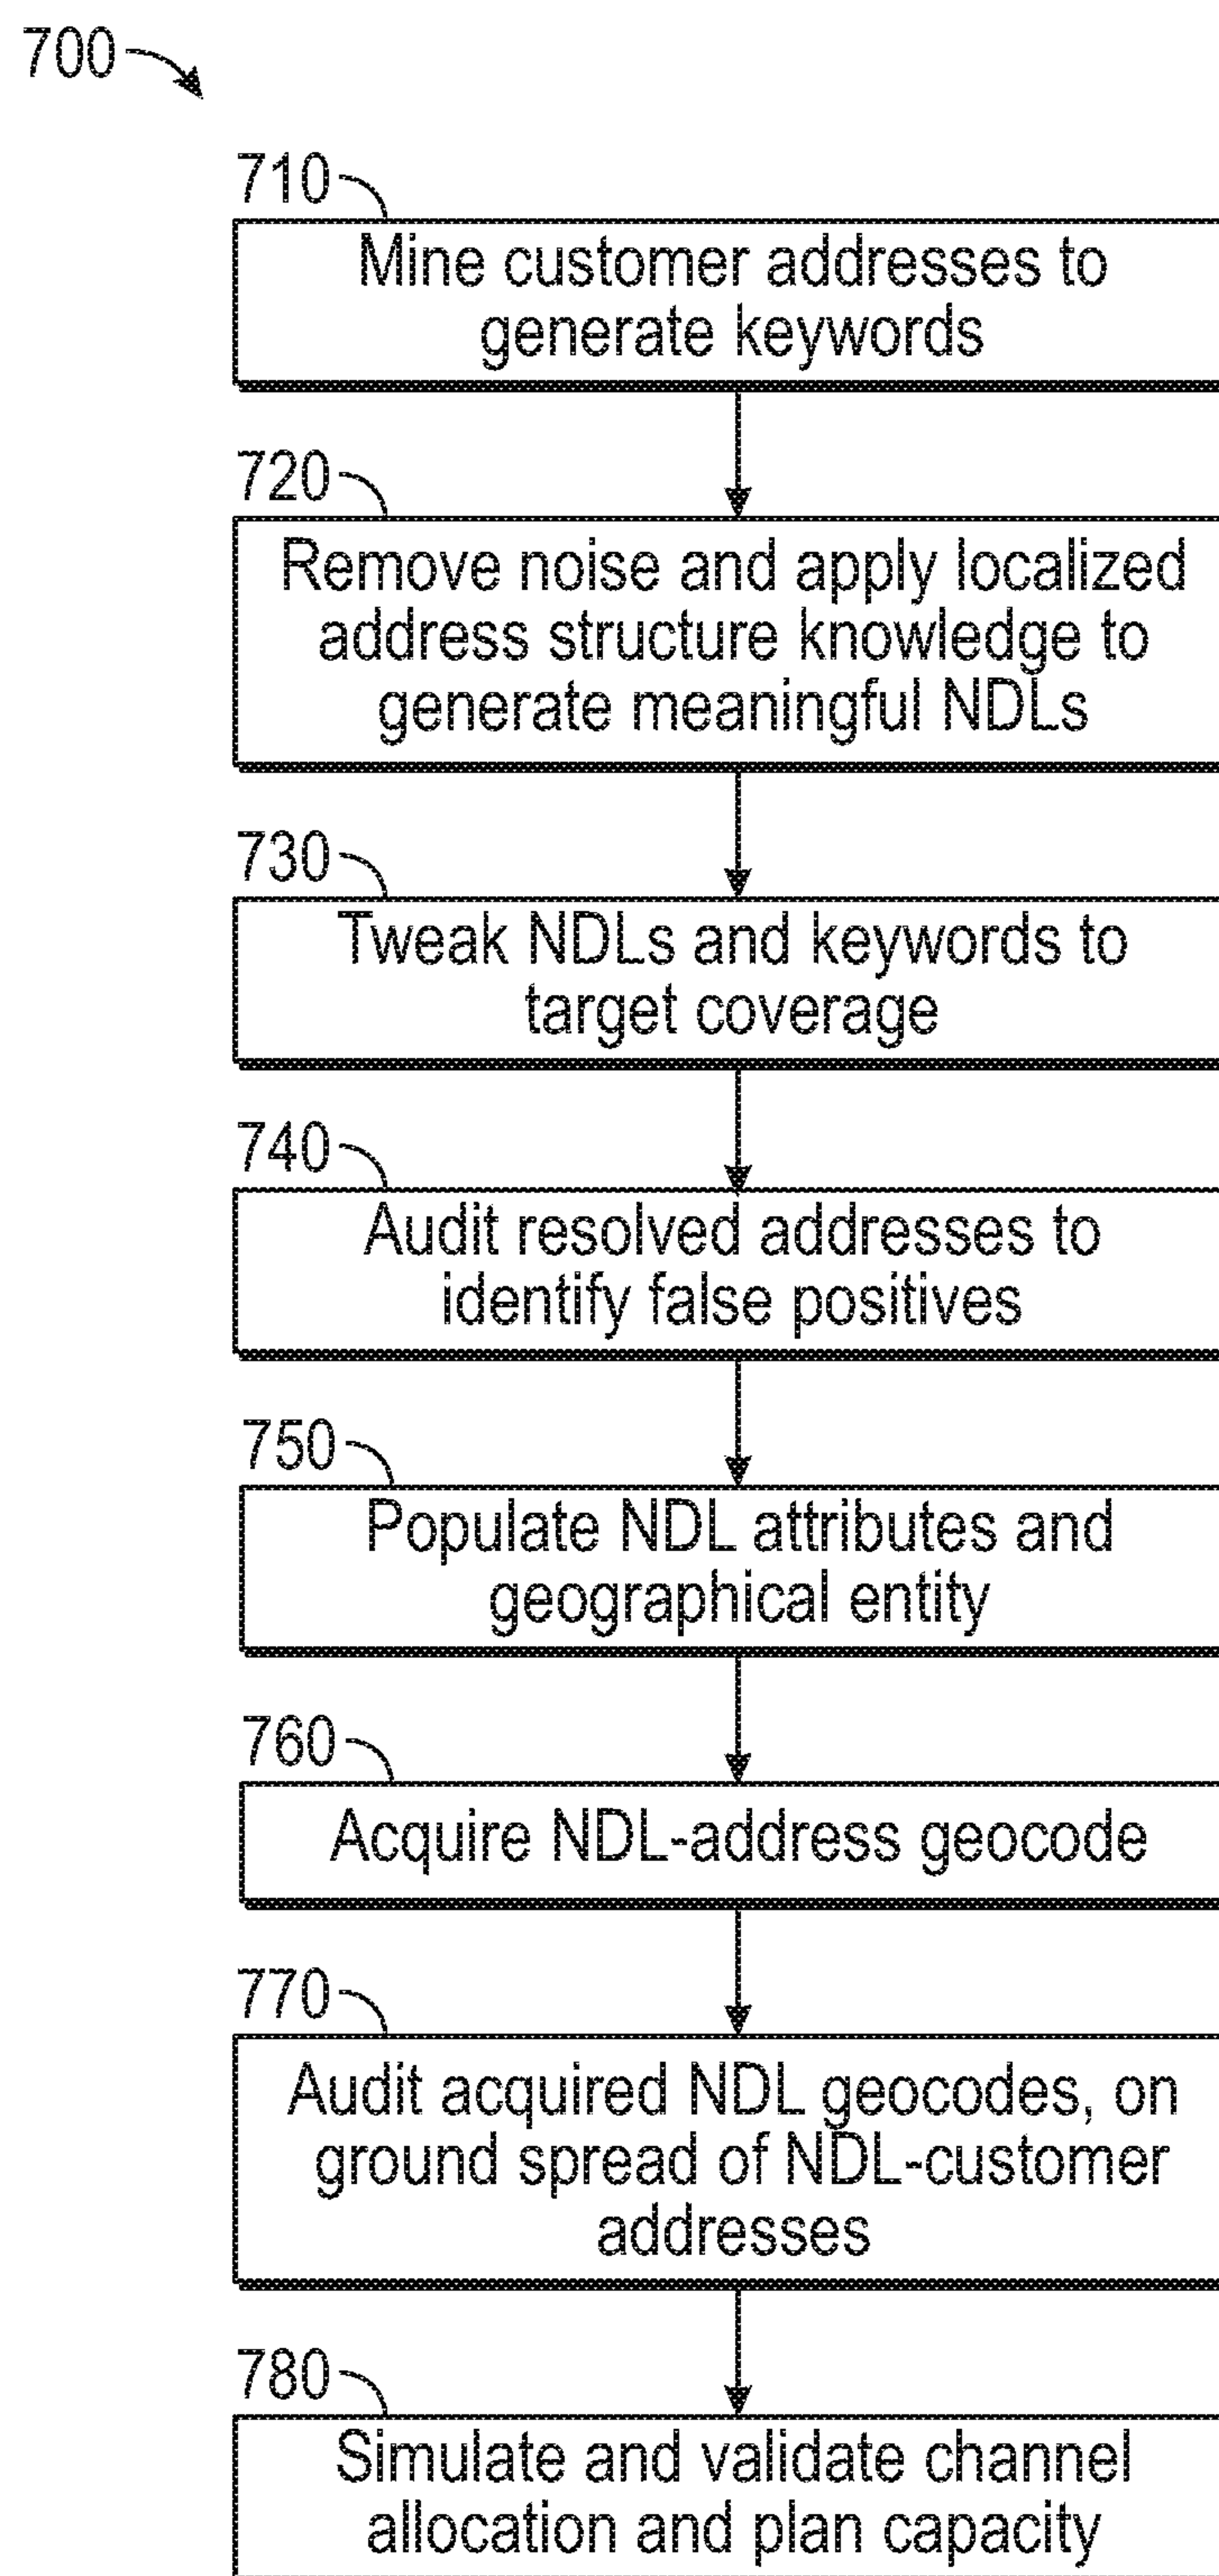 700
710
Mine customer addresses to
generate keywords
720
Remove noise and apply localized
address structure knowledge to
generate meaningful NDLs
730
Tweak NDLs and keywords to
target coverage
740
Audit resolved addresses to
identify false positives
750
Populate NDL attributes and
geographical entity
760
Acquire NDL-address geocode
770
Audit acquired NDL geocodes, on
ground spread of NDL-customer
addresses
780
Simulate and validate channel
allocation and plan capacity